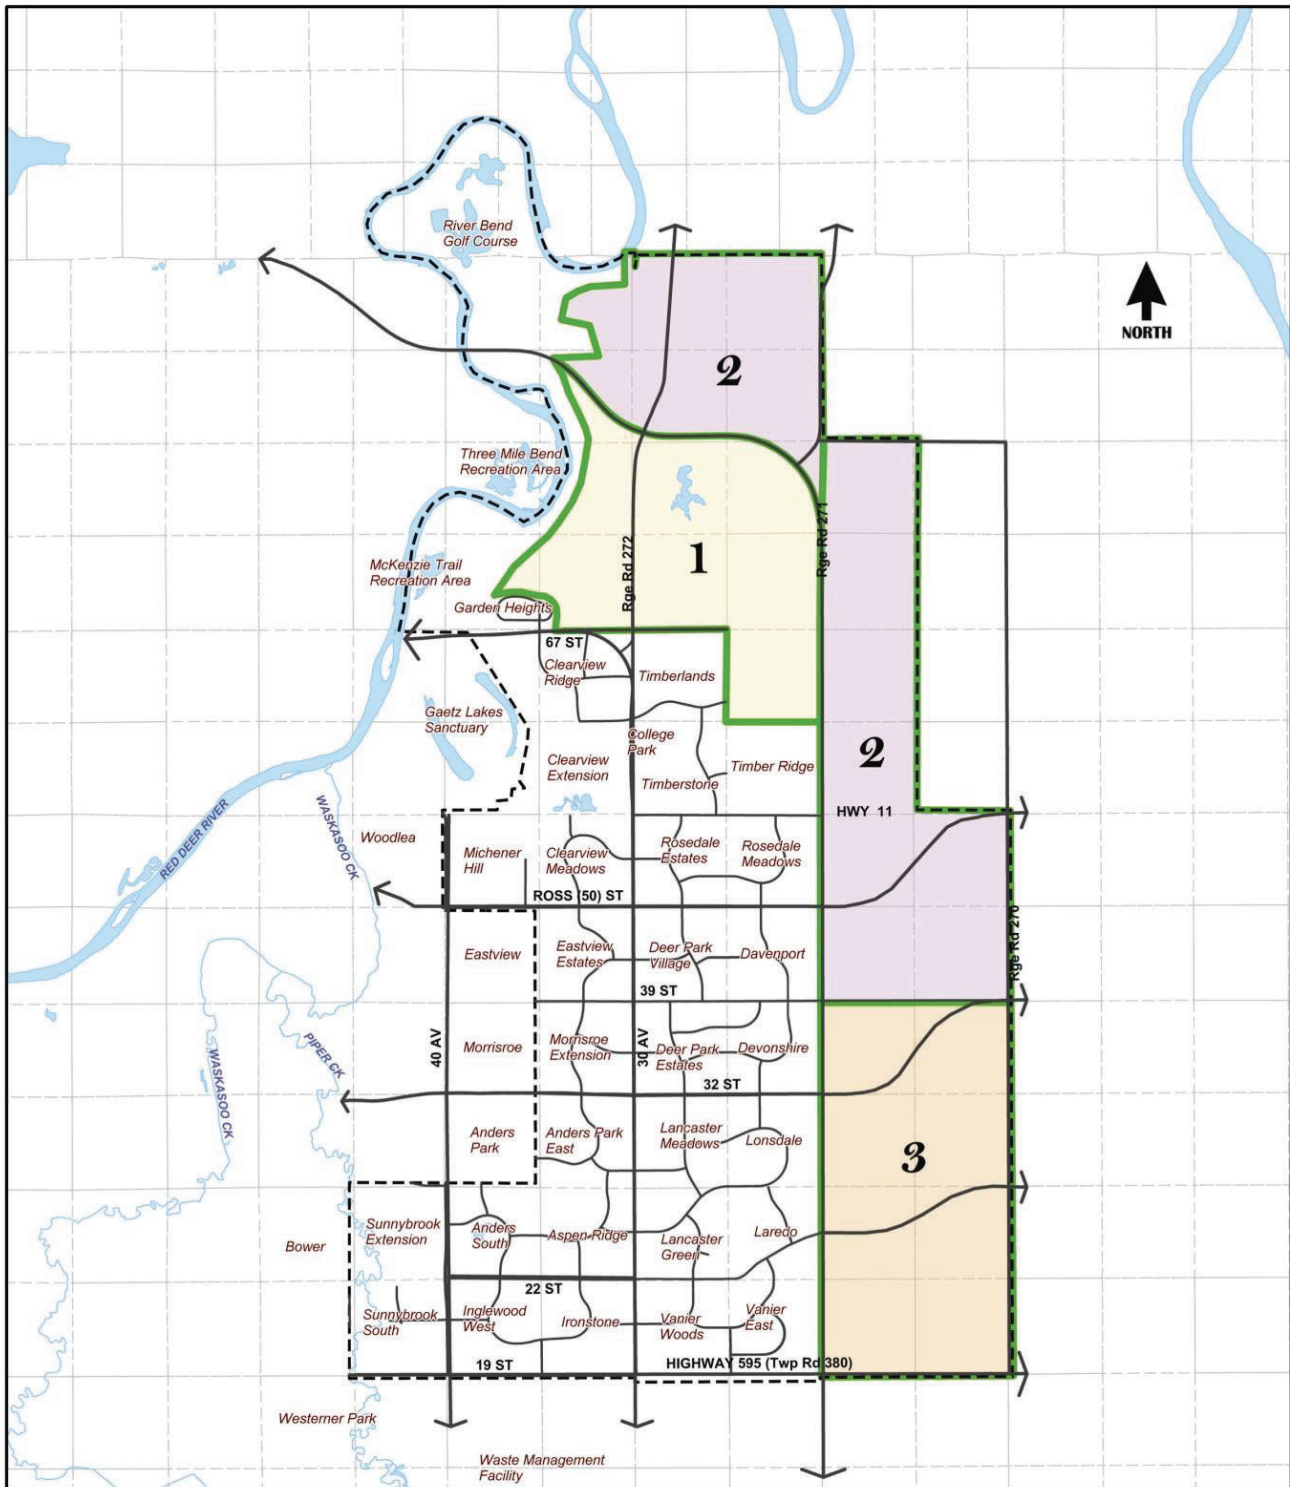 River Bend
Golf Course
NORTH
2
Three Mile Bend
Recreation Area
Rge Rd 271
1
Rge Rd 272
McKenzie Trail
Recreation Area
Garden Heights
67 ST
Clearview
Ridge
Timberlands
Gaetz Lakes
Sanctuary
College
Park
Clearview
Extension
Timber Ridge
Timberstone
2
HWY 11
RED DEER RIVER
WASKASOO CK
Woodlea
Michener
Hill
Clearview
Meadows
Rosedale
Estates
Rosedale
Meadows
ROSS (50) ST
Rge Rd 270
Eastview
Eastview
Estates
Deer Park
Village
Davenport
39 ST
40 AV
30 AV
PIPER CK
WASKASOO CK
Morrisroe
Morrisroe
Extension
Deer Park
Estates
Devonshire
32 ST
Anders
Park
Anders Park
East
Lancaster
Meadows
Lonsdale
3
Bower
Sunnybrook
Extension
Anders
South
Aspen Ridge
Lancaster
Green
Laredo
22 ST
Sunnybrook
South
Inglewood
West
Ironstone
Vanier
Woods
Vanier
East
19 ST
HIGHWAY 595 (Twp Rd 380)
Westerner Park
Waste Management
Facility